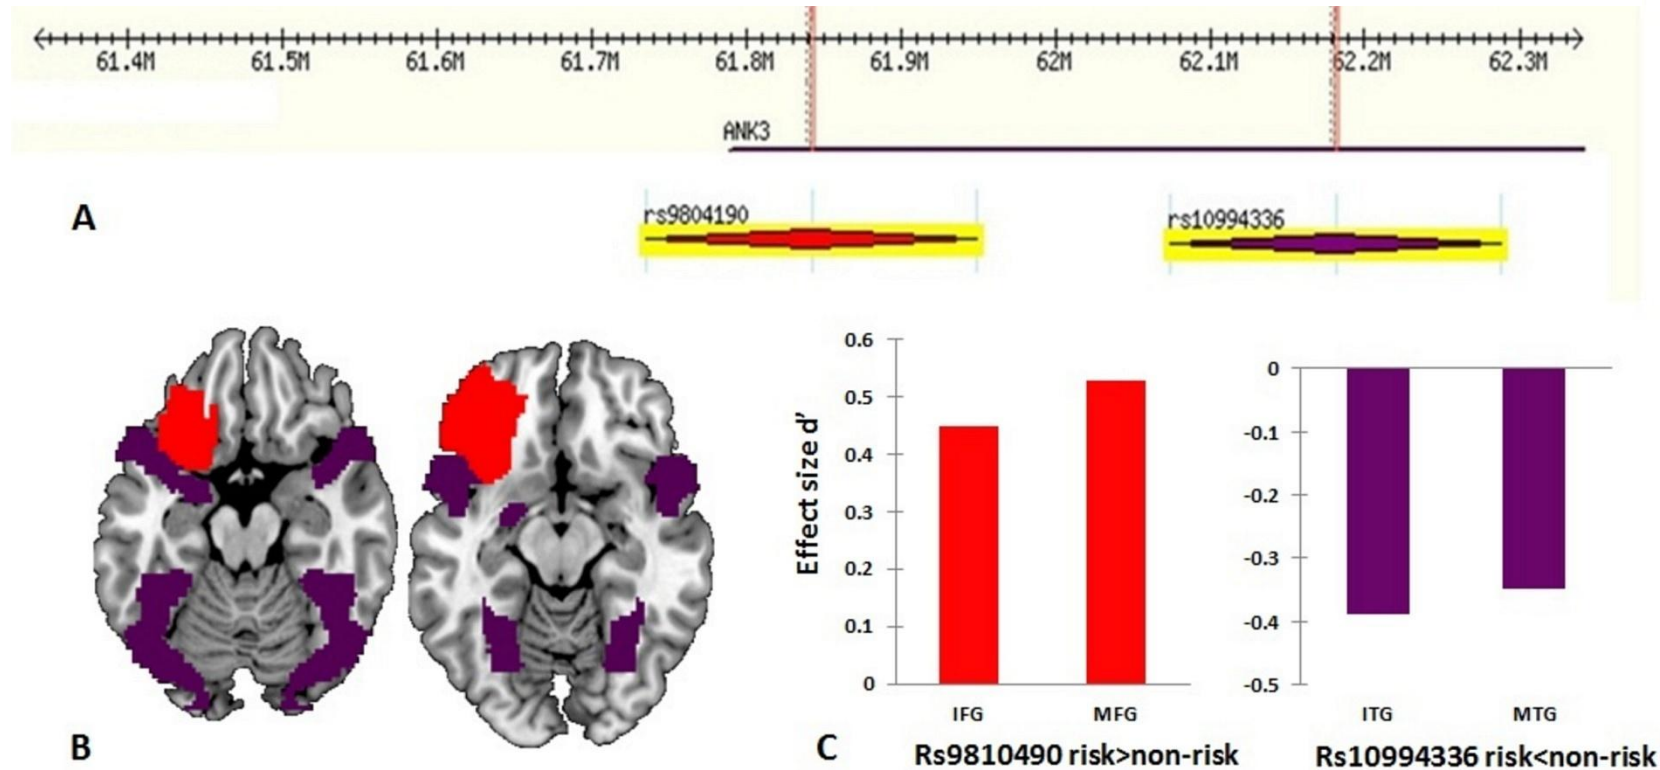 61.4M 61.5M 61.6M 61.7M 61.8M 61.9M 62M 62.1M 62.2M 62.3M
ANK3
A
rs9804190
rs10994336
B
Effect size d'
0.6
0.5
0.4
0.3
0.2
0.1
0
IFG MFG
C
Rs9810490 risk>non-risk
0
-0.1
-0.2
-0.3
-0.4
-0.5
ITG MTG
Rs10994336 risk<non-risk